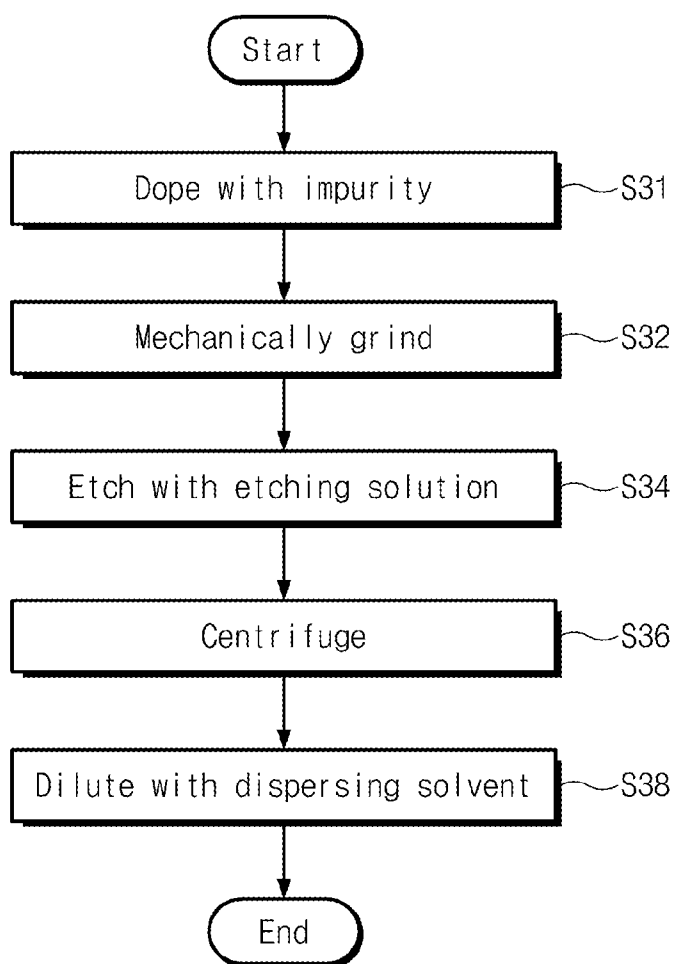 Start
Dope with impurity
S31
Mechanically grind
S32
Etch with etching solution
S34
Centrifuge
S36
Dilute with dispersing solvent
S38
End